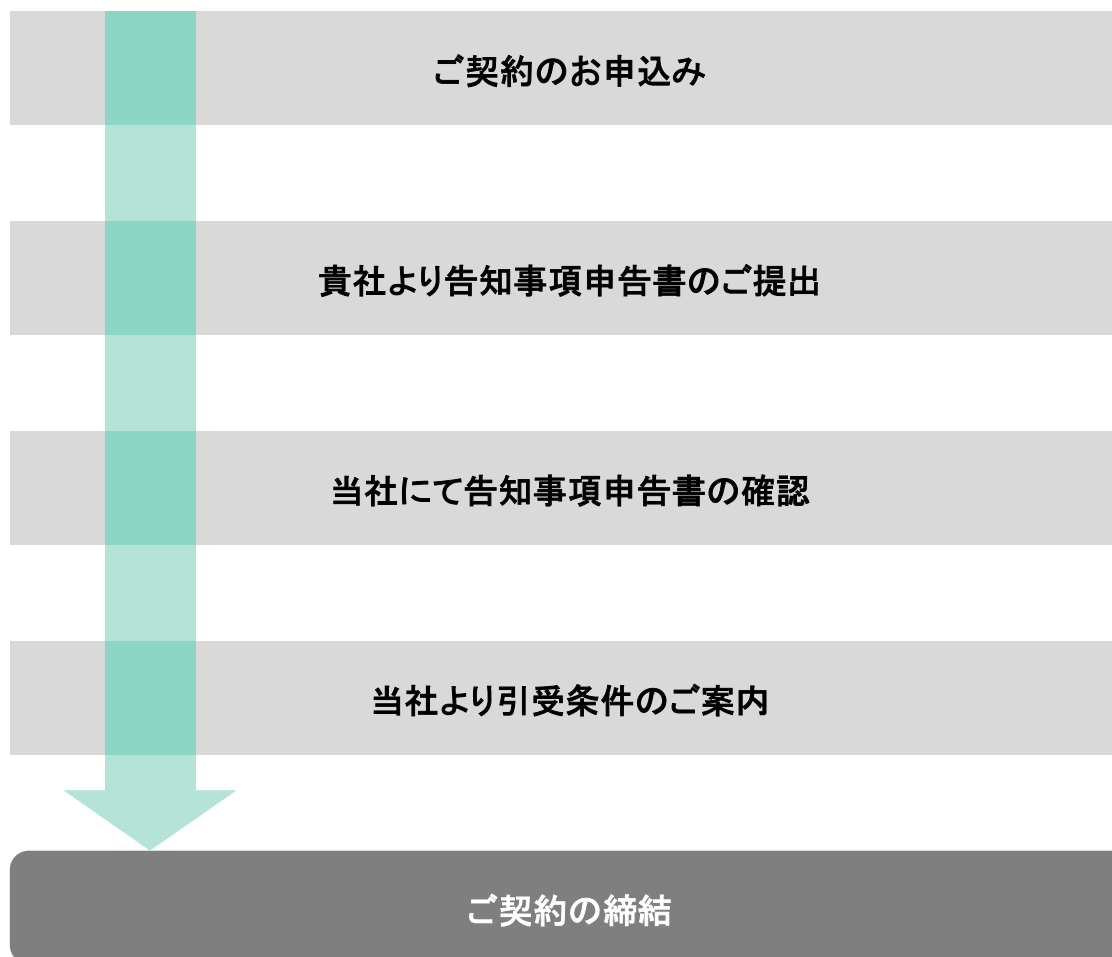 ご契約のお申込み
貴社より告知事項申告書のご提出
当社にて告知事項申告書の確認
当社より引受条件のご案内
ご契約の締結